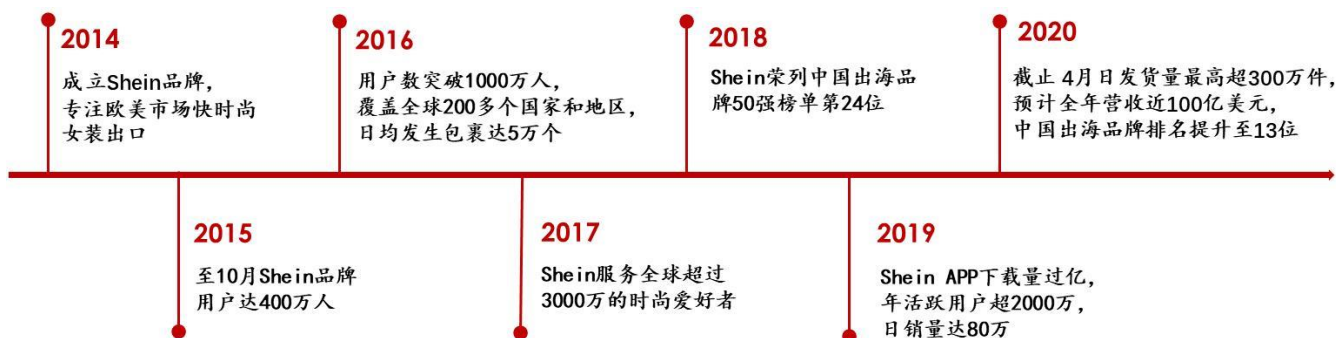 2014
成立Shein品牌，
专注欧美市场快时尚
女装出口
2016
用户数突破1000万人，
覆盖全球200多个国家和地区，
日均发生包裹达5万个
2018
Shein荣列中国出海品
牌50强榜单第24位
2020
截止 4月日发货量最高超300万件，
预计全年营收近100亿美元，
中国出海品牌排名提升至13位
2015
至10月Shein品牌
用户达400万人
2017
Shein服务全球超过
3000万的时尚爱好者
2019
Shein APP下载量过亿，
年活跃用户超2000万，
日销量达80万